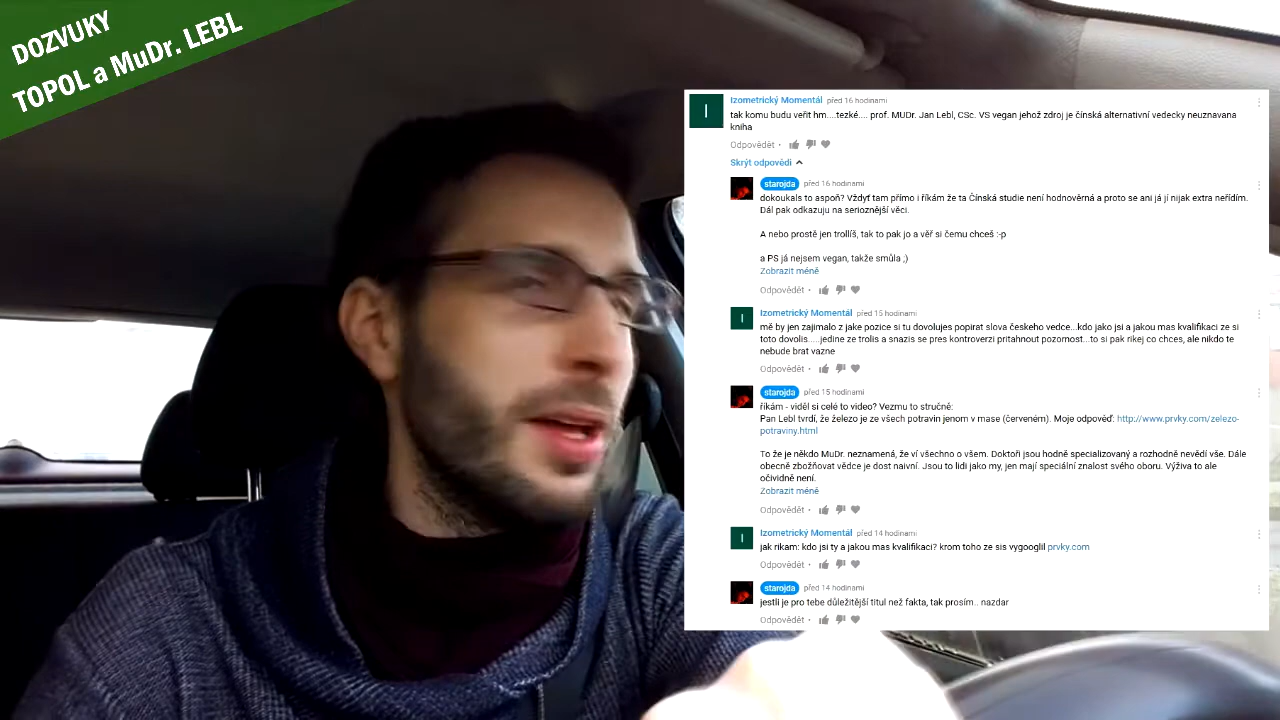 DOZVUKY
TOPOL a MuDr. LEBL
I
Izometrický Momentál před 16 hodinami
tak komu budu veřit hm....tezké.... prof. MUDr. Jan Lebl, CSc. VS vegan jehož zdroj je čínská alternativní vedecky neuznavana
kniha
Odpovědět •
Skrýt odpovědi
starojda před 16 hodinami
dokoukals to aspoň? Vždyť tam přímo i říkám že ta Čínská studie není hodnověrná a proto se ani já jí nijak extra neřídím.
Dál pak odkazuju na serioznější věci.
A nebo prostě jen trollíš, tak to pak jo a věř si čemu chceš :-p
a PS já nejsem vegan, takže smůla ;)
Zobrazit méně
Odpovědět •
I
Izometrický Momentál před 15 hodinami
mě by jen zajimalo z jake pozice si tu dovolujes popirat slova českeho vedce...kdo jako jsi a jakou mas kvalifikaci ze si
toto dovolis.....jedine ze trolis a snazis se pres kontroverzi pritahnout pozornost...to si pak rikej co chces, ale nikdo te
nebude brat vazne
Odpovědět •
starojda před 15 hodinami
říkám - viděl si celé to video? Vezmu to stručně:
Pan Lebl tvrdí, že železo je ze všech potravin jenom v mase (červeném). Moje odpověď: http://www.prvky.com/zelezo-
potraviny.html
To že je někdo MuDr. neznamená, že ví všechno o všem. Doktoři jsou hodně specializovaný a rozhodně nevědí vše. Dále
obecně zbožňovat vědce je dost naivní. Jsou to lidi jako my, jen mají speciální znalost svého oboru. Výživa to ale
očividně není.
Zobrazit méně
Odpovědět •
I
Izometrický Momentál před 14 hodinami
jak rikam: kdo jsi ty a jakou mas kvalifikaci? krom toho ze sis vygooglil prvky.com
Odpovědět •
starojda před 14 hodinami
jestli je pro tebe důležitější titul než fakta, tak prosím.. nazdar
Odpovědět •